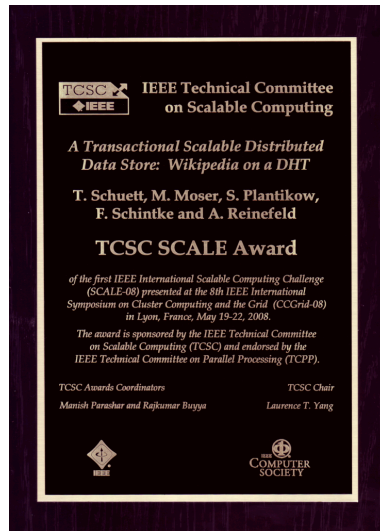 TCSC
IEEE
IEEE Technical Committee
on Scalable Computing
A Transactional Scalable Distributed
Data Store: Wikipedia on a DHT
T. Schuett, M. Moser, S. Plantikow,
F. Schintke and A. Reinefeld
TCSC SCALE Award
of the first IEEE International Scalable Computing Challenge
(SCALE-08) presented at the 8th IEEE International
Symposium on Cluster Computing and the Grid (CCGrid-08)
in Lyon, France, May 19-22, 2008.
The award is sponsored by the IEEE Technical Committee
on Scalable Computing (TCSC) and endorsed by the
IEEE Technical Committee on Parallel Processing (TCPP).
TCSC Awards Coordinators
TCSC Chair
Manish Parashar and Rajkumar Buyya
Laurence T. Yang
IEEE
IEEE
COMPUTER
SOCIETY